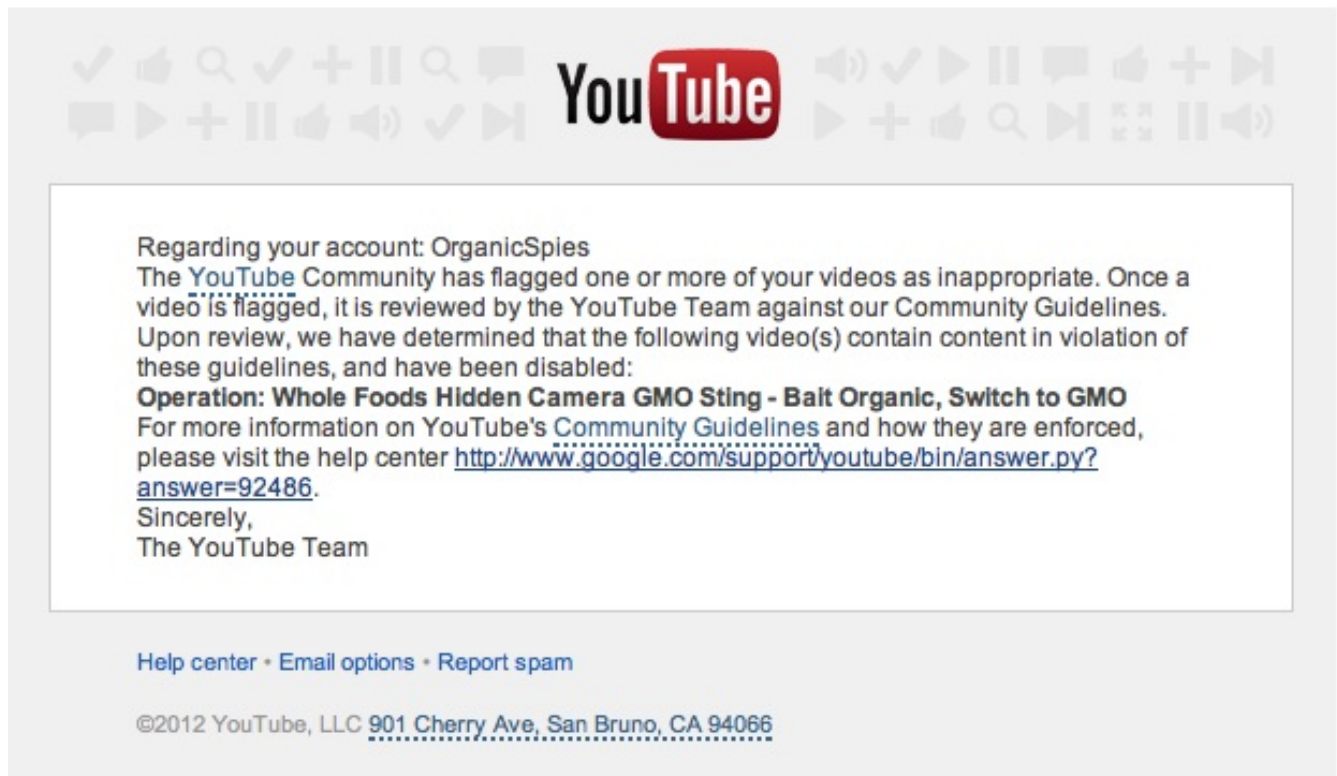 YouTube
Regarding your account: OrganicSpies
The YouTube Community has flagged one or more of your videos as inappropriate. Once a
video is flagged, it is reviewed by the YouTube Team against our Community Guidelines.
Upon review, we have determined that the following video(s) contain content in violation of
these guidelines, and have been disabled:
Operation: Whole Foods Hidden Camera GMO Sting - Bait Organic, Switch to GMO
For more information on YouTube's Community Guidelines and how they are enforced,
please visit the help center http://www.google.com/support/youtube/bin/answer.py?
answer=92486.
Sincerely,
The YouTube Team
Help center • Email options • Report spam
©2012 YouTube, LLC 901 Cherry Ave, San Bruno, CA 94066